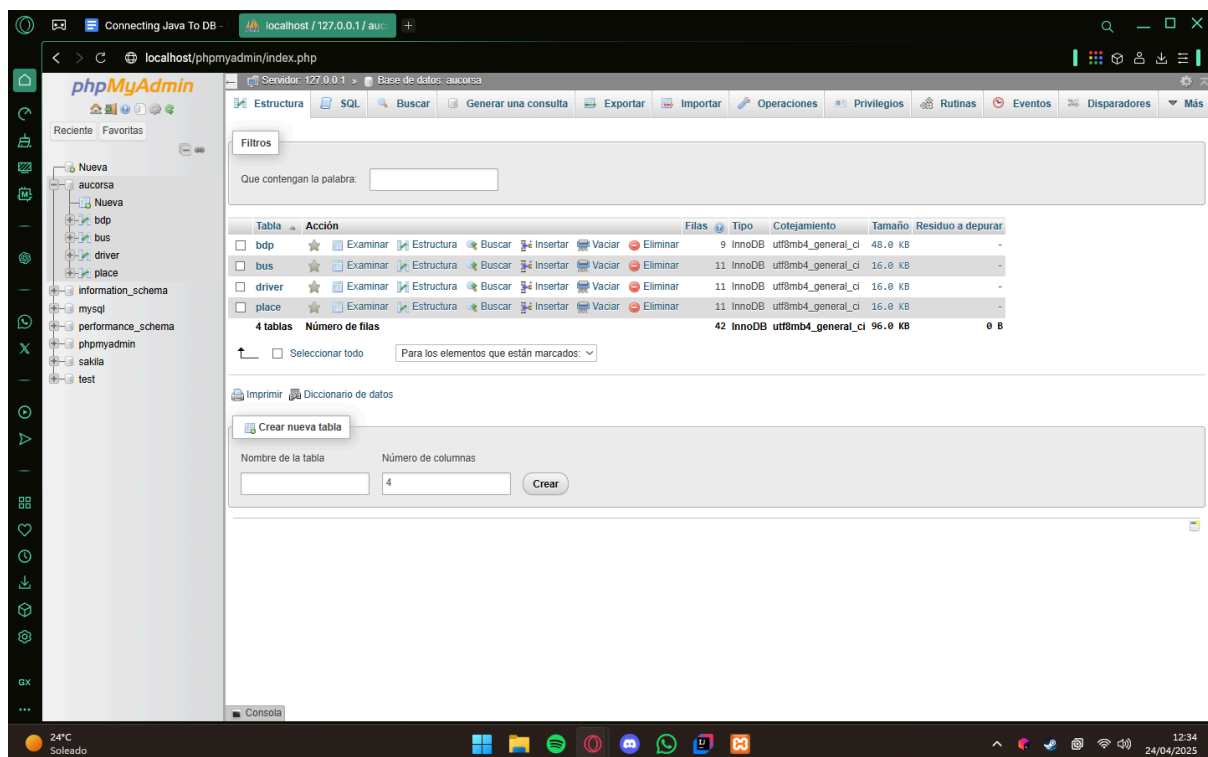 Connecting Java To DB -
localhost / 127.0.0.1 / auco
localhost/phpmyadmin/index.php
phpMyAdmin
Reciente Favoritas
Nueva
aucorsa
Nueva
bdp
bus
driver
place
information_schema
mysql
performance_schema
phpmyadmin
sakila
test
Servidor: 127.0.0.1 » Base de datos: aucorsa
Estructura SQL Buscar Generar una consulta Exportar Importar Operaciones Privilegios Rutinas Eventos Disparadores Más
Filtros
Que contengan la palabra:
Tabla Acción Filas Tipo Cotejamiento Tamaño Residuo a depurar
bdp Examinar Estructura Buscar Insertar Vaciar Eliminar 9 InnoDB utf8mb4_general_ci 48.0 KB -
bus Examinar Estructura Buscar Insertar Vaciar Eliminar 11 InnoDB utf8mb4_general_ci 16.0 KB -
driver Examinar Estructura Buscar Insertar Vaciar Eliminar 11 InnoDB utf8mb4_general_ci 16.0 KB -
place Examinar Estructura Buscar Insertar Vaciar Eliminar 11 InnoDB utf8mb4_general_ci 16.0 KB -
4 tablas Número de filas 42 InnoDB utf8mb4_general_ci 96.0 KB 0 B
Seleccionar todo Para los elementos que están marcados:
Imprimir Diccionario de datos
Crear nueva tabla
Nombre de la tabla Número de columnas
4 Crear
Consola
GX
24°C
Soleado
12:34
24/04/2025